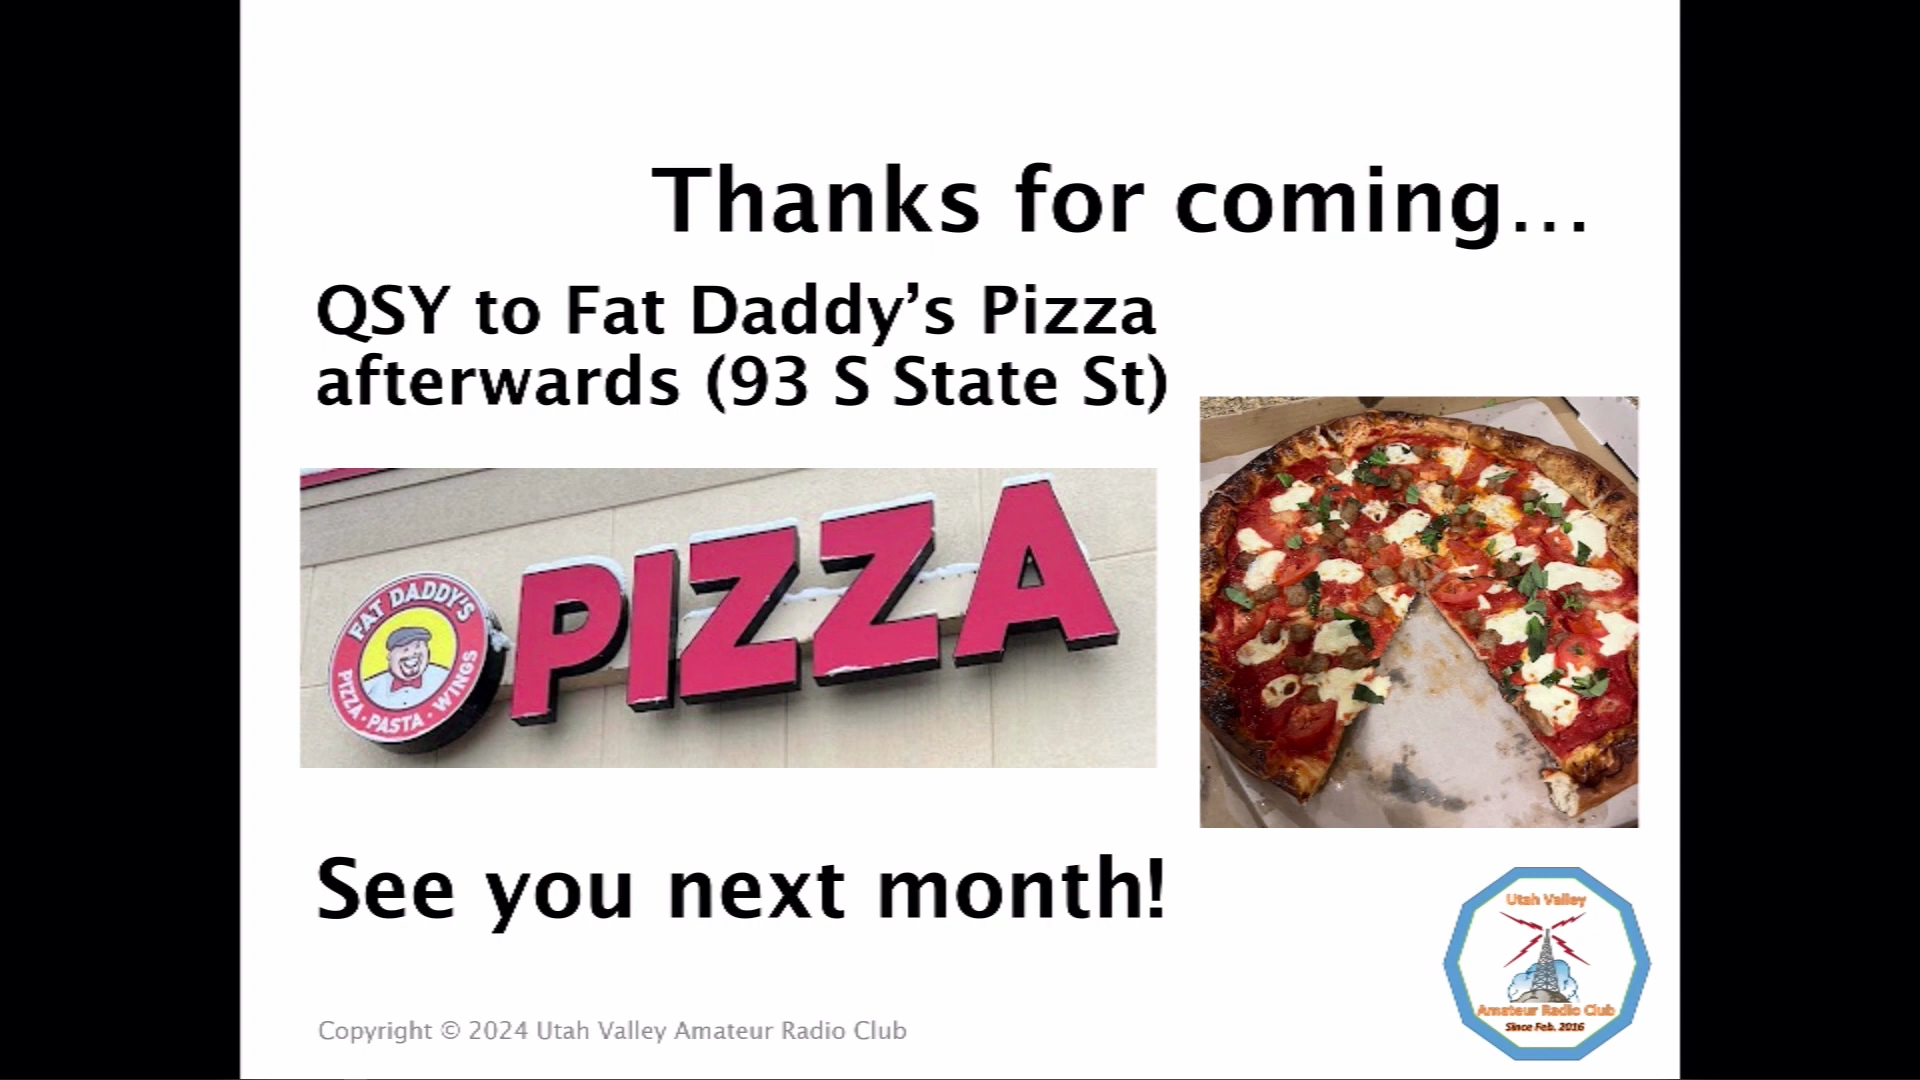 Thanks for coming…
QSY to Fat Daddy’s Pizza
afterwards (93 S State St)
FAT DADDY'S
PIZZA · PASTA · WINGS
PIZZA
See you next month!
Utah Valley
Amateur Radio Club
Since Feb. 2016
Copyright © 2024 Utah Valley Amateur Radio Club